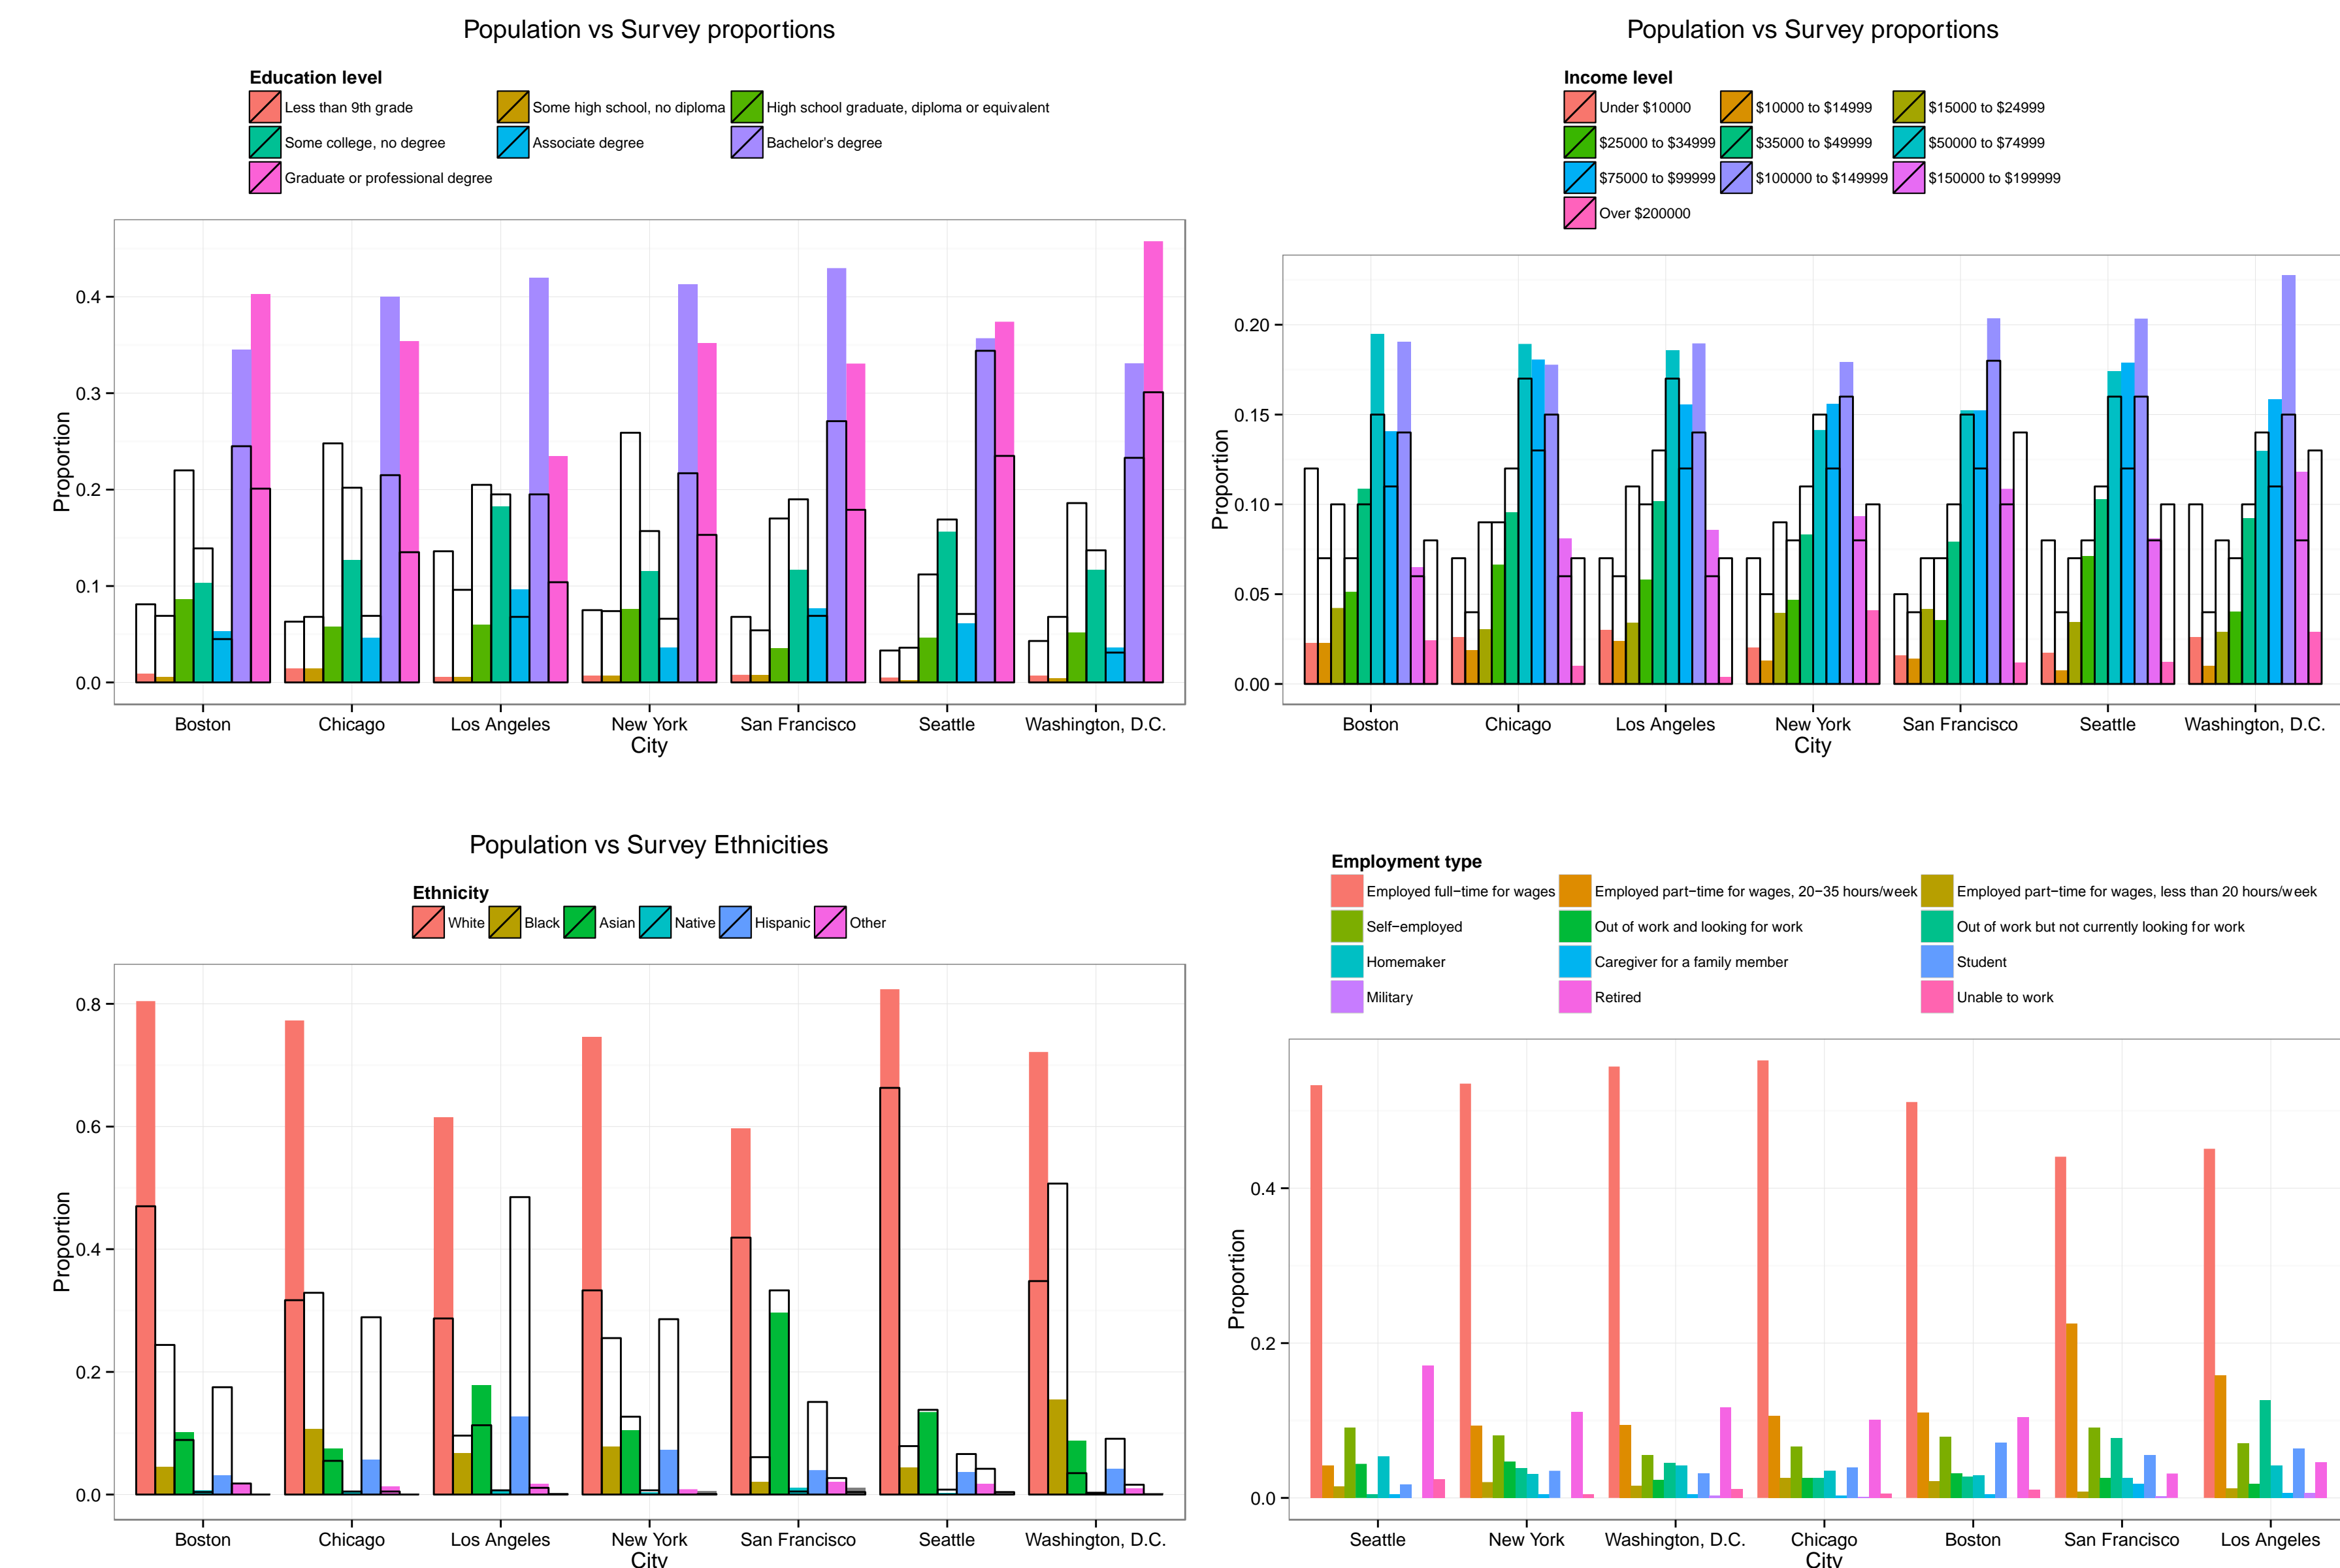 Population vs Survey proportions
Education level
Less than 9th grade
Some high school, no diploma
High school graduate, diploma or equivalent
Some college, no degree
Associate degree
Bachelor's degree
Graduate or professional degree
Proportion
0.4
0.3
0.2
0.1
0.0
Boston
Chicago
Los Angeles
New York
San Francisco
Seattle
Washington, D.C.
City
Population vs Survey proportions
Income level
Under $10000
$10000 to $14999
$15000 to $24999
$25000 to $34999
$35000 to $49999
$50000 to $74999
$75000 to $99999
$100000 to $149999
$150000 to $199999
Over $200000
Proportion
0.20
0.15
0.10
0.05
0.00
Boston
Chicago
Los Angeles
New York
San Francisco
Seattle
Washington, D.C.
City
Population vs Survey Ethnicities
Ethnicity
White
Black
Asian
Native
Hispanic
Other
Proportion
0.8
0.6
0.4
0.2
0.0
Boston
Chicago
Los Angeles
New York
San Francisco
Seattle
Washington, D.C.
City
Employment type
Employed full−time for wages
Employed part−time for wages, 20−35 hours/week
Employed part−time for wages, less than 20 hours/week
Self−employed
Out of work and looking for work
Out of work but not currently looking for work
Homemaker
Caregiver for a family member
Student
Military
Retired
Unable to work
Proportion
0.4
0.2
0.0
Seattle
New York
Washington, D.C.
Chicago
Boston
San Francisco
Los Angeles
City